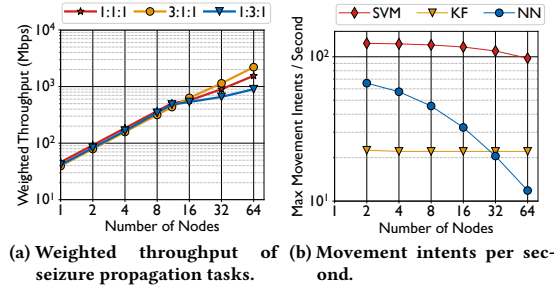 1:1:1 3:1:1 1:3:1
Weighted Throughput (Mbps)
10^4
10^3
10^2
10^1
1 2 4 8 16 32 64
Number of Nodes
(a) Weighted throughput of
seizure propagation tasks.
SVM KF NN
Max Movement Intents / Second
10^2
10^1
2 4 8 16 32 64
Number of Nodes
(b) Movement intents per sec-
ond.